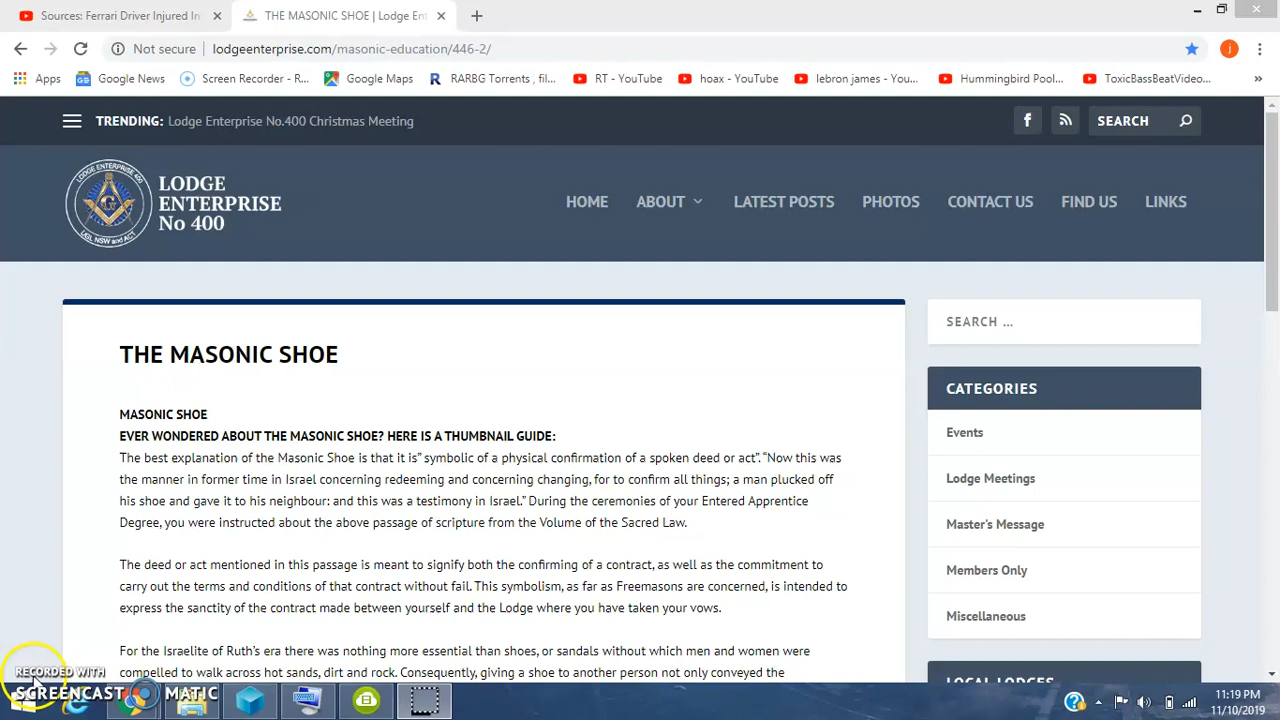 Sources: Ferrari Driver Injured In
THE MASONIC SHOE | Lodge Ent
Not secure | lodgeenterprise.com/masonic-education/446-2/
j
Apps
Google News
Screen Recorder - R...
Google Maps
R RARBG Torrents , fil...
RT - YouTube
hoax - YouTube
lebron james - You...
HummingbirdPool...
ToxicBassBeatVideo...
»
TRENDING: Lodge Enterprise No.400 Christmas Meeting
f
SEARCH
LODGE ENTERPRISE 400
G
UGL NSW and ACT
LODGE
ENTERPRISE
No 400
HOME
ABOUT
LATEST POSTS
PHOTOS
CONTACT US
FIND US
LINKS
THE MASONIC SHOE
MASONIC SHOE
EVER WONDERED ABOUT THE MASONIC SHOE? HERE IS A THUMBNAIL GUIDE:
The best explanation of the Masonic Shoe is that it is” symbolic of a physical confirmation of a spoken deed or act”. “Now this was
the manner in former time in Israel concerning redeeming and concerning changing, for to confirm all things; a man plucked off
his shoe and gave it to his neighbour: and this was a testimony in Israel.” During the ceremonies of your Entered Apprentice
Degree, you were instructed about the above passage of scripture from the Volume of the Sacred Law.
The deed or act mentioned in this passage is meant to signify both the confirming of a contract, as well as the commitment to
carry out the terms and conditions of that contract without fail. This symbolism, as far as Freemasons are concerned, is intended to
express the sanctity of the contract made between yourself and the Lodge where you have taken your vows.
For the Israelite of Ruth’s era there was nothing more essential than shoes, or sandals without which men and women were
compelled to walk across hot sands, dirt and rock. Consequently, giving a shoe to another person not only conveyed the
SEARCH …
CATEGORIES
Events
Lodge Meetings
Master’s Message
Members Only
Miscellaneous
LOCAL LODGES
RECORDED WITH
SCREENCAST MATIC
11:19 PM
11/10/2019